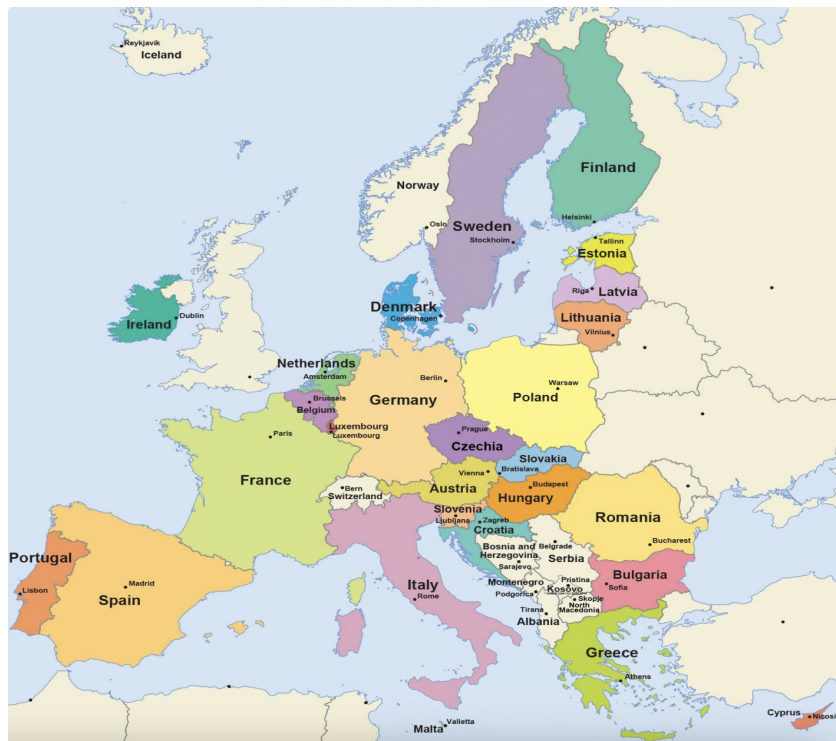 Reykjavik
Iceland
Finland
Norway
Helsinki
Oslo
Sweden
Stockholm
Tallinn
Estonia
Riga
Latvia
Denmark
Copenhagen
Lithuania
Vilnius
Dublin
Ireland
Netherlands
Amsterdam
Berlin
Warsaw
Brussels
Belgium
Germany
Poland
Luxembourg
Luxembourg
Paris
Prague
Czechia
France
Slovakia
Vienna
Bratislava
Bern
Switzerland
Austria
Budapest
Hungary
Slovenia
Ljubljana
Zagreb
Croatia
Romania
Bucharest
Bosnia and
Herzegovina
Sarajevo
Belgrade
Serbia
Portugal
Lisbon
Madrid
Spain
Italy
Rome
Montenegro
Podgorica
Pristina
Kosovo
Bulgaria
Sofia
Skopje
North
Macedonia
Tirana
Albania
Greece
Athens
Valletta
Malta
Cyprus
Nicosi